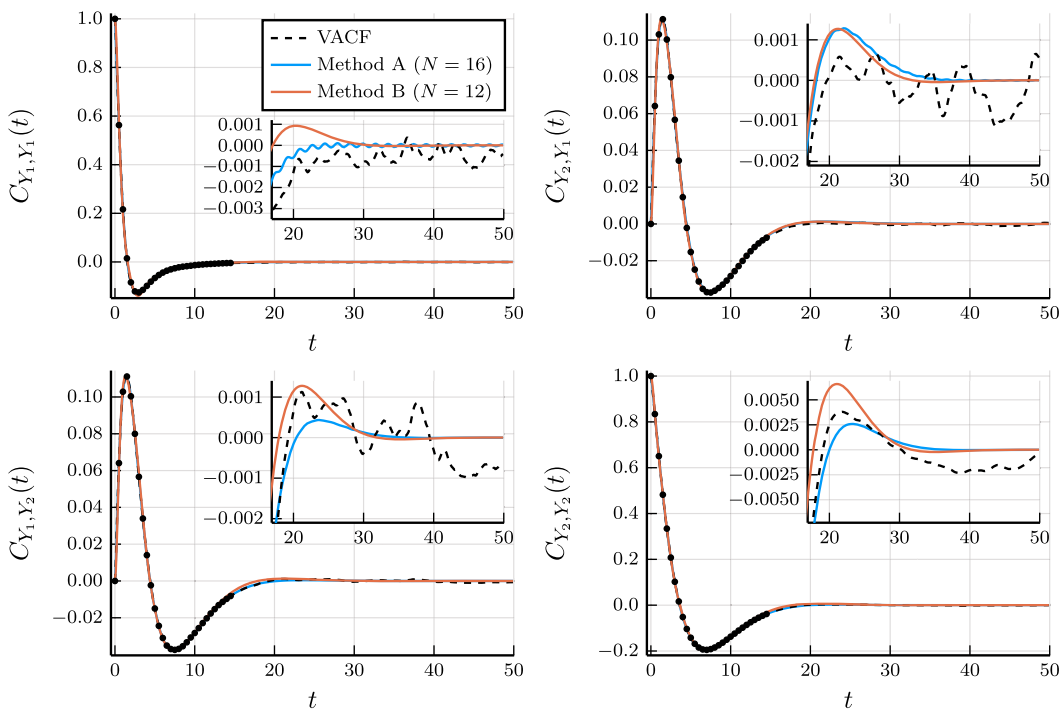 1.0
0.8
0.6
0.4
0.2
0.0
C_{Y_1,Y_1}(t)
VACF
Method A (N = 16)
Method B (N = 12)
0.001
0.000
−0.001
−0.002
−0.003
20 30 40 50
0 10 20 30 40 50
t
0.10
0.08
0.06
0.04
0.02
0.00
−0.02
C_{Y_2,Y_1}(t)
0.001
0.000
−0.001
−0.002
20 30 40 50
0 10 20 30 40 50
t
0.10
0.08
0.06
0.04
0.02
0.00
−0.02
C_{Y_1,Y_2}(t)
0.001
0.000
−0.001
−0.002
20 30 40 50
0 10 20 30 40 50
t
1.0
0.8
0.6
0.4
0.2
0.0
−0.2
C_{Y_2,Y_2}(t)
0.0050
0.0025
0.0000
−0.0025
−0.0050
20 30 40 50
0 10 20 30 40 50
t